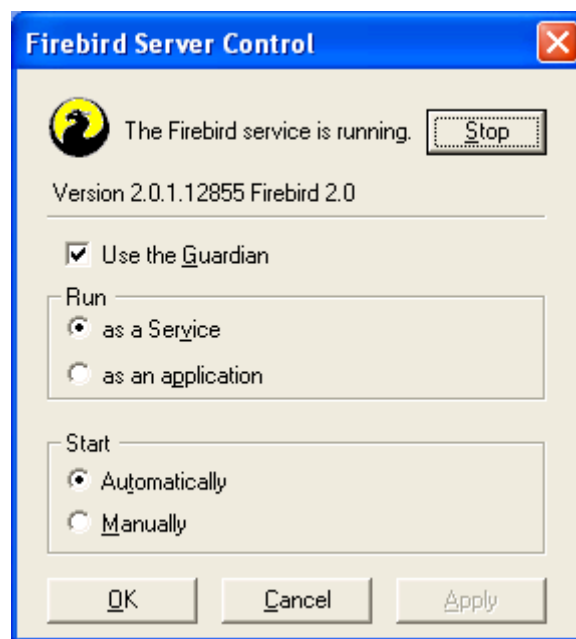 Firebird Server Control
The Firebird service is running. Stop
Version 2.0.1.12855 Firebird 2.0
Use the Guardian
Run
as a Service
as an application
Start
Automatically
Manually
OK Cancel Apply